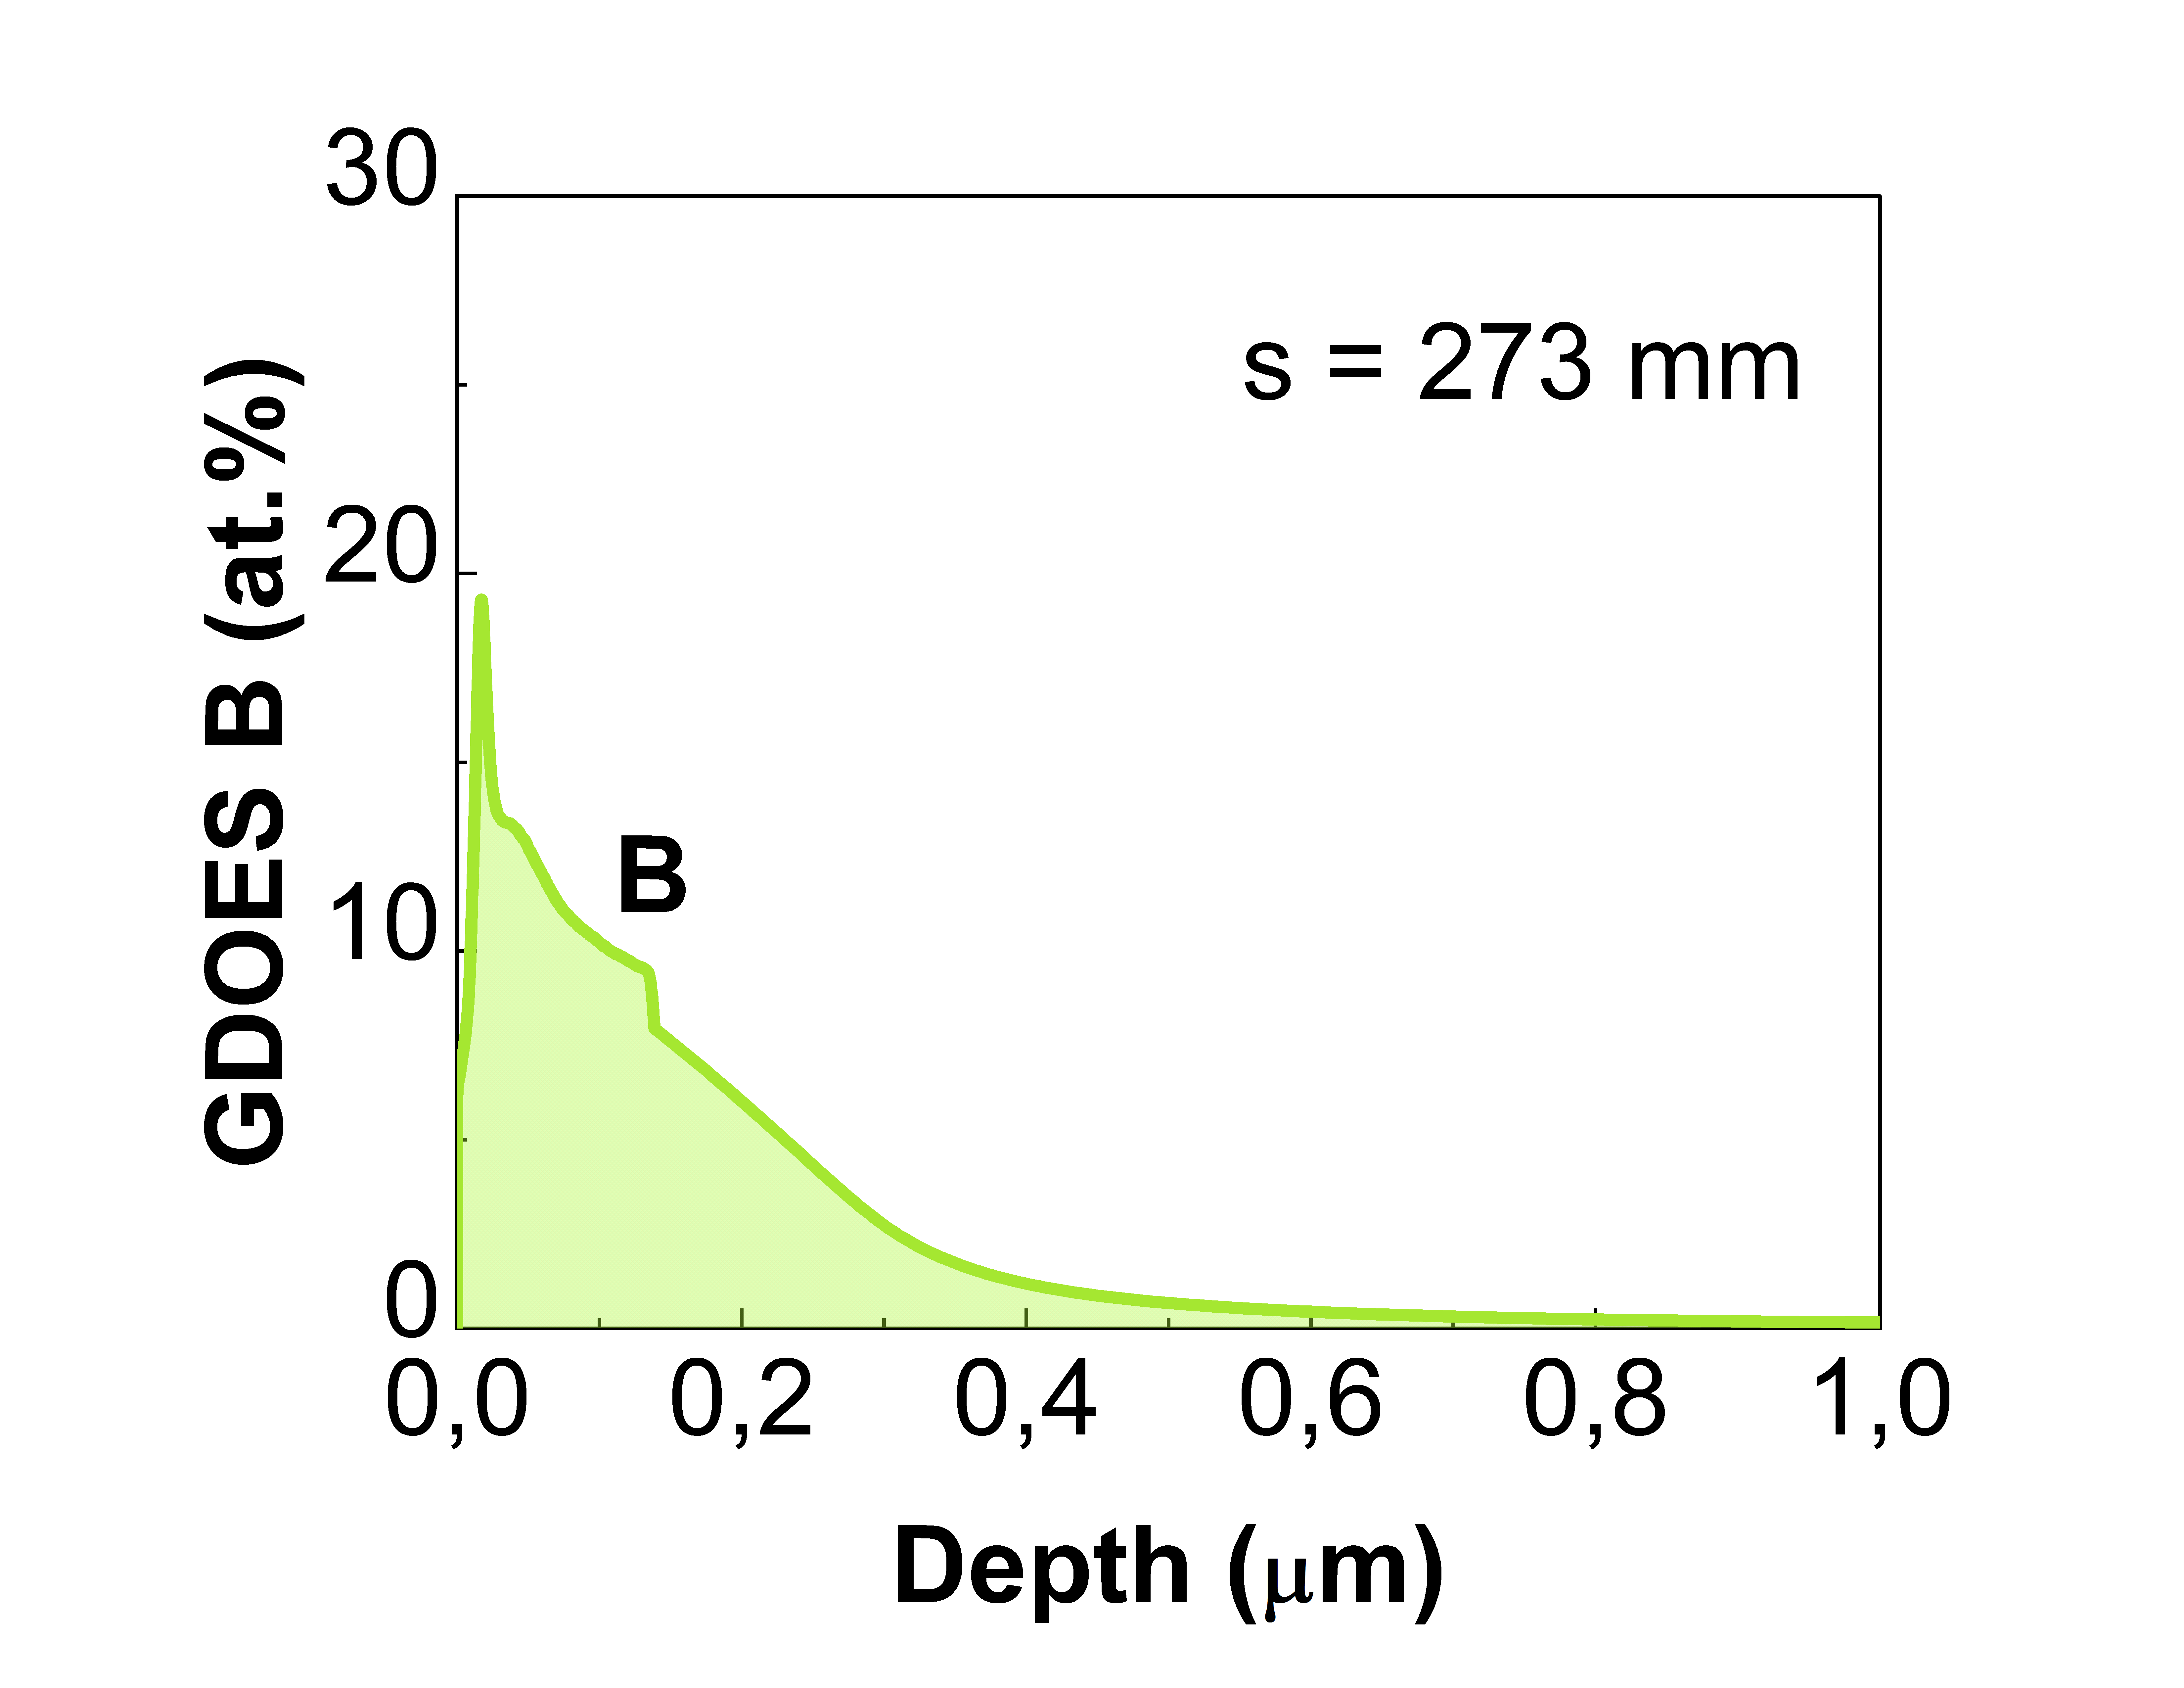 30
s = 273 mm
20
B
10
0
0,0 0,2 0,4 0,6 0,8 1,0
Depth (μm)
GDOES B (at.%)